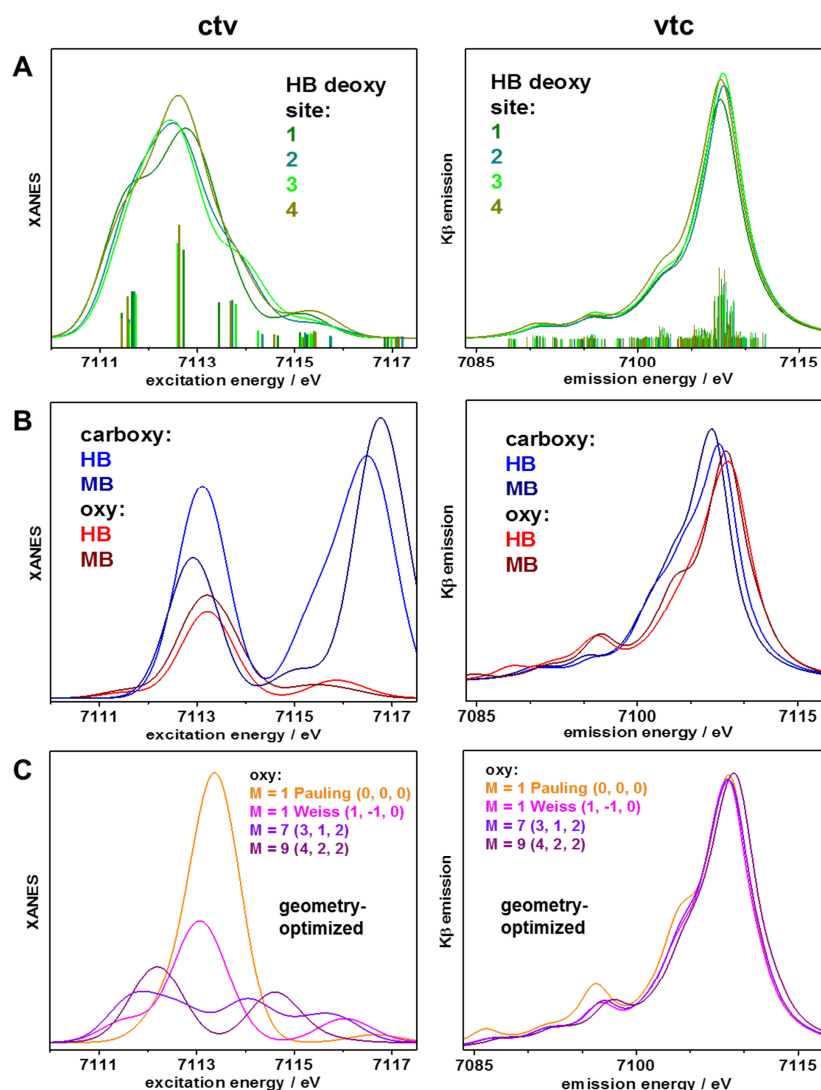 ctv
vtc
A
HB deoxy
site:
1
2
3
4
XANES
7111
7113
7115
7117
excitation energy / eV
HB deoxy
site:
1
2
3
4
Kβ emission
7085
7100
7115
emission energy / eV
B
carboxy:
HB
MB
oxy:
HB
MB
XANES
7111
7113
7115
7117
excitation energy / eV
carboxy:
HB
MB
oxy:
HB
MB
Kβ emission
7085
7100
7115
emission energy / eV
C
oxy:
M = 1 Pauling (0, 0, 0)
M = 1 Weiss (1, -1, 0)
M = 7 (3, 1, 2)
M = 9 (4, 2, 2)
geometry-
optimized
XANES
7111
7113
7115
7117
excitation energy / eV
oxy:
M = 1 Pauling (0, 0, 0)
M = 1 Weiss (1, -1, 0)
M = 7 (3, 1, 2)
M = 9 (4, 2, 2)
geometry-
optimized
Kβ emission
7085
7100
7115
emission energy / eV